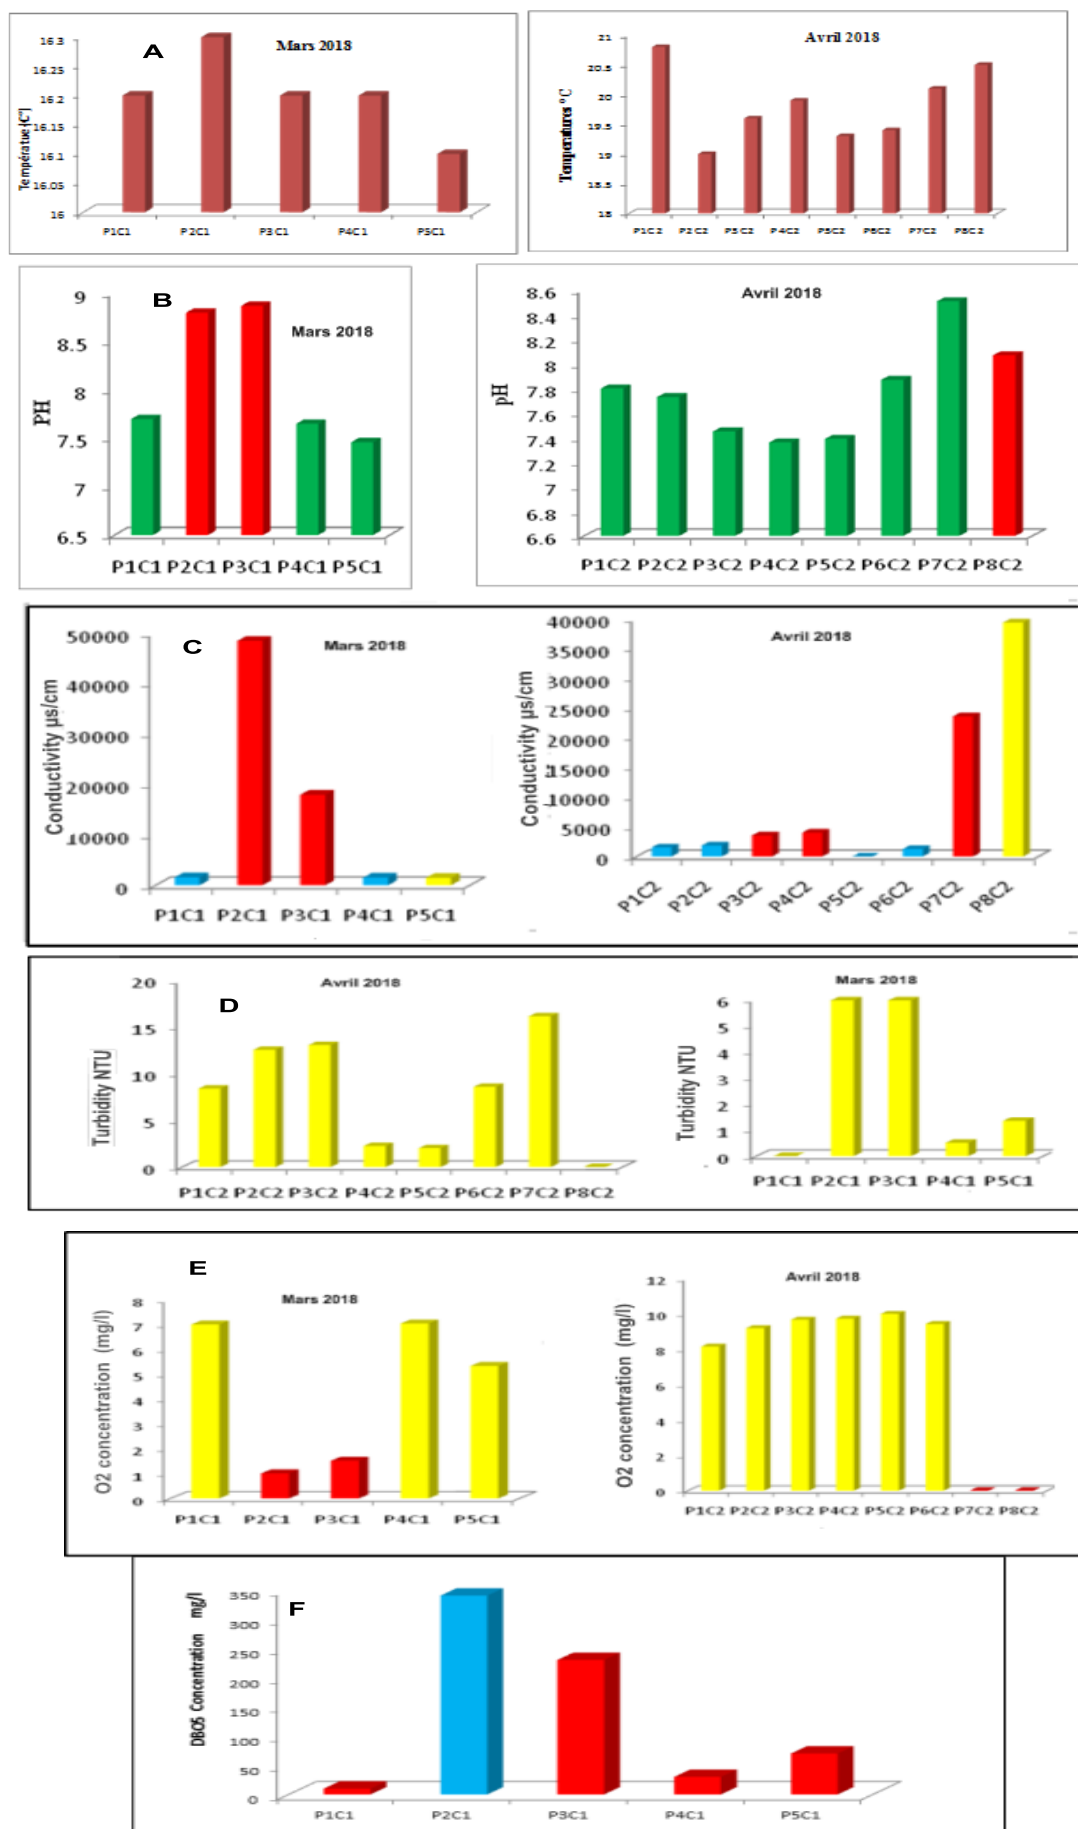 A
Mars 2018
Températue (C°)
16.3
16.25
16.2
16.15
16.1
16.05
16
P1C1 P2C1 P3C1 P4C1 P5C1
Avril 2018
Temperatures °C
21
20.5
20
19.5
19
18.5
18
P1C2 P2C2 P3C2 P4C2 P5C2 P6C2 P7C2 P8C2
B
Mars 2018
PH
9
8.5
8
7.5
7
6.5
P1C1 P2C1 P3C1 P4C1 P5C1
Avril 2018
pH
8.6
8.4
8.2
8
7.8
7.6
7.4
7.2
7
6.8
6.6
P1C2 P2C2 P3C2 P4C2 P5C2 P6C2 P7C2 P8C2
C
Mars 2018
Conductivity µs/cm
50000
40000
30000
20000
10000
0
P1C1 P2C1 P3C1 P4C1 P5C1
Avril 2018
Conductivity µs/cm
40000
35000
30000
25000
20000
15000
10000
5000
0
P1C2 P2C2 P3C2 P4C2 P5C2 P6C2 P7C2 P8C2
D
Avril 2018
Turbidity NTU
20
15
10
5
0
P1C2 P2C2 P3C2 P4C2 P5C2 P6C2 P7C2 P8C2
Mars 2018
Turbidity NTU
6
5
4
3
2
1
0
P1C1 P2C1 P3C1 P4C1 P5C1
E
Mars 2018
O2 concentration (mg/l)
8
7
6
5
4
3
2
1
0
P1C1 P2C1 P3C1 P4C1 P5C1
Avril 2018
O2 concentration (mg/l)
12
10
8
6
4
2
0
P1C2 P2C2 P3C2 P4C2 P5C2 P6C2 P7C2 P8C2
F
DBO5 Concentration mg/l
350
300
250
200
150
100
50
0
P1C1 P2C1 P3C1 P4C1 P5C1